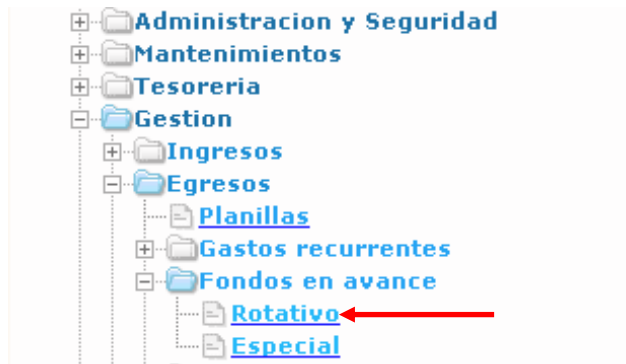 Administracion y Seguridad
Mantenimientos
Tesoreria
Gestion
Ingresos
Egresos
Planillas
Gastos recurrentes
Fondos en avance
Rotativo
Especial